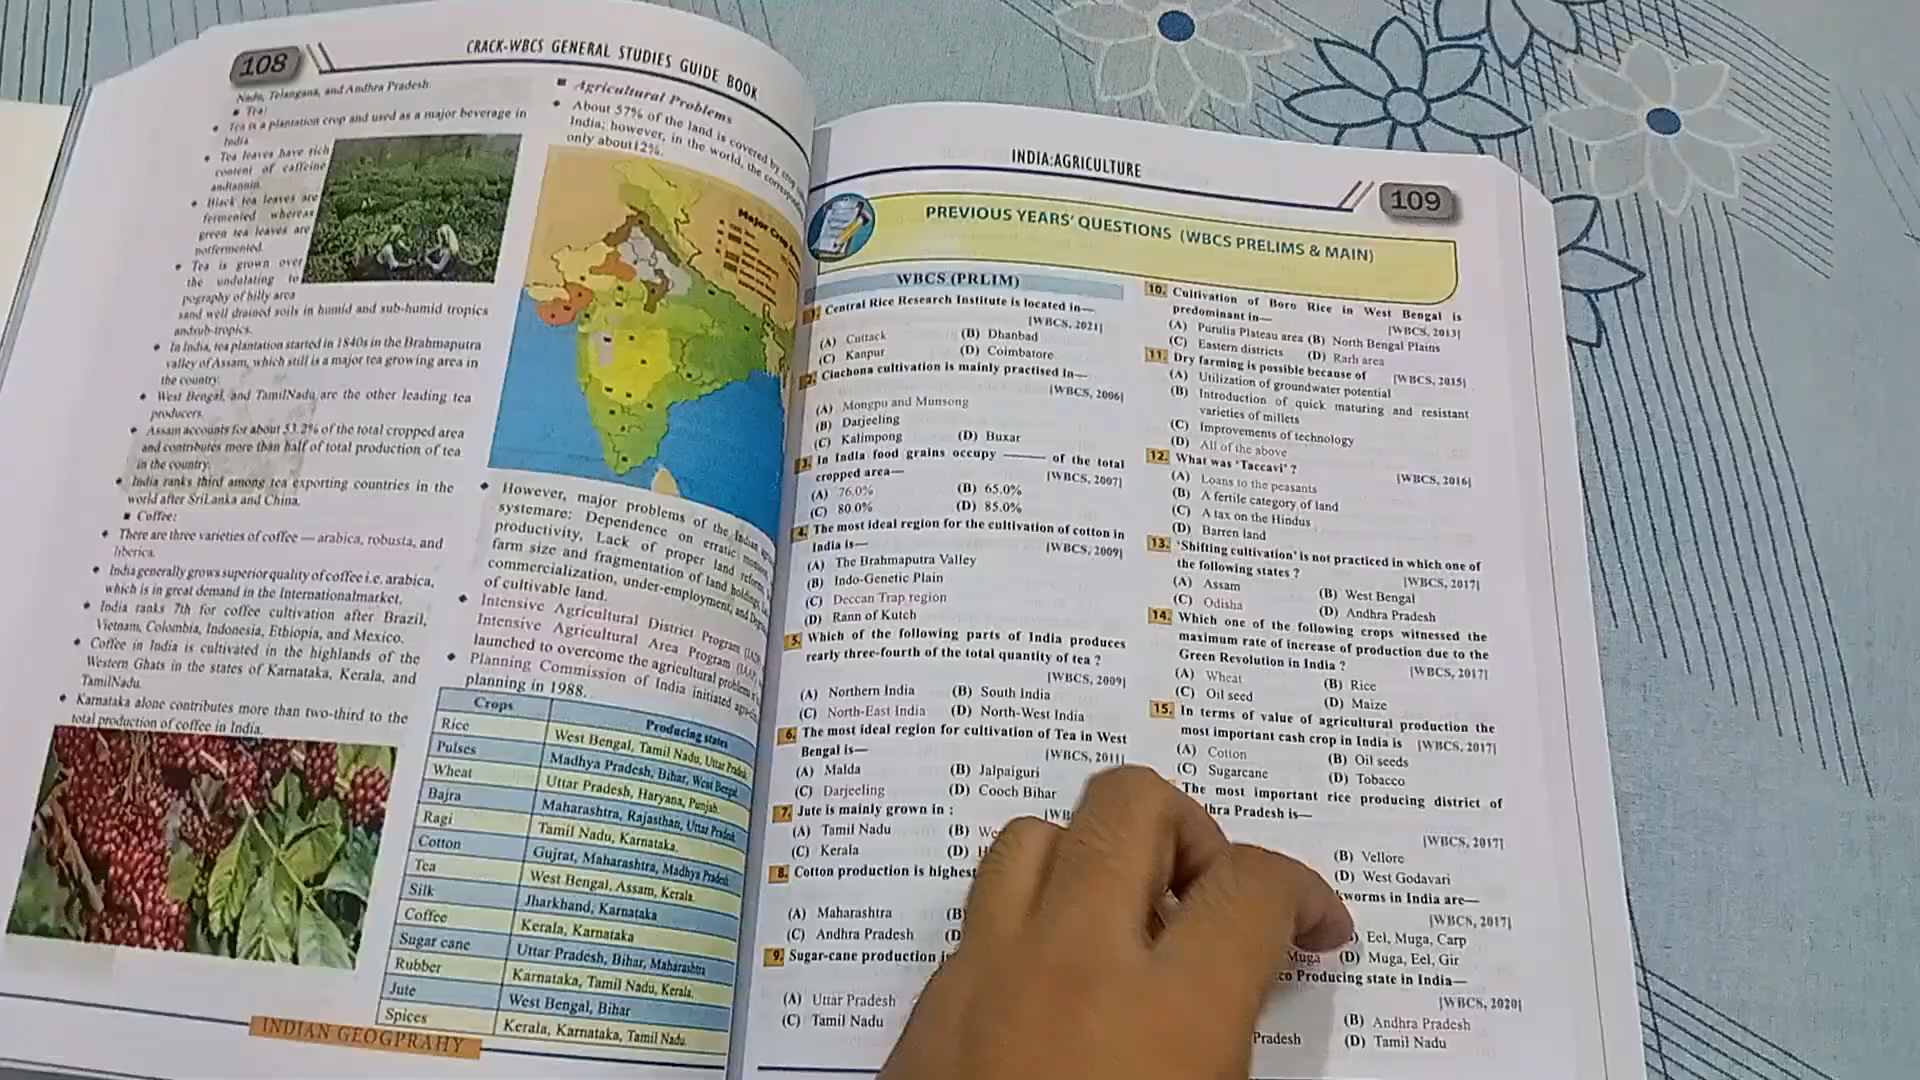 108
CRACK-WBCS GENERAL STUDIES GUIDE BOOK
Nadu, Telangana, and Andhra Pradesh.
Tea
Tea is a plantation crop and used as a major beverage in
India
Tea leaves have rich
content of caffeine
andtannin.
Black tea leaves are
fermented whereas
green tea leaves are
notfermented.
Tea is grown over
the undulating to
pography of hilly area
sand well drained soils in humid and sub-humid tropics
andsub-tropics.
In India, tea plantation started in 1840s in the Brahmaputra
valley of Assam, which still is a major tea growing area in
the country.
West Bengal, and TamilNadu are the other leading tea
producers.
Assam accounts for about 53.2% of the total cropped area
and contributes more than half of total production of tea
in the country.
India ranks third among tea exporting countries in the
world after SriLanka and China.
Coffee:
There are three varieties of coffee — arabica, robusta, and
liberica.
India generally grows superior quality of coffee i.e. arabica,
which is in great demand in the Internationalmarket.
India ranks 7th for coffee cultivation after Brazil,
Vietnam, Colombia, Indonesia, Ethiopia, and Mexico.
Coffee in India is cultivated in the highlands of the
Western Ghats in the states of Karnataka, Kerala, and
TamilNadu.
Karnataka alone contributes more than two-third to the
total production of coffee in India.
Agricultural Problems
About 57% of the land is covered by crop
India; however, in the world, the
only about12%.
Major Crop
However, major problems of the Indian
systemare: Dependence on erratic
productivity, Lack of proper land
farm size and fragmentation of land holdings,
commercialization, under-employment, and
of cultivable land.
Intensive Agricultural District Program
Intensive Agricultural Area Program
launched to overcome the agricultural problems
Planning Commission of India initiated
planning in 1988.
Crops Producing states
Rice West Bengal, Tamil Nadu, Uttar
Pulses Madhya Pradesh, Bihar, West Bengal
Wheat Uttar Pradesh, Haryana, Punjab.
Bajra Maharashtra, Rajasthan, Uttar Pradesh
Ragi Tamil Nadu, Karnataka.
Cotton Gujrat, Maharashtra, Madhya Pradesh
Tea West Bengal, Assam, Kerala.
Silk Jharkhand, Karnataka
Coffee Kerala, Karnataka
Sugar cane Uttar Pradesh, Bihar, Maharashtra
Rubber Karnataka, Tamil Nadu, Kerala.
Jute West Bengal, Bihar
Spices Kerala, Karnataka, Tamil Nadu.
INDIAN GEOGPRAHY
INDIA:AGRICULTURE
109
PREVIOUS YEARS' QUESTIONS (WBCS PRELIMS & MAIN)
WBCS (PRLIM)
1. Central Rice Research Institute is located in—
[WBCS, 2021]
(A) Cuttack (B) Dhanbad
(C) Kanpur (D) Coimbatore
2. Cinchona cultivation is mainly practised in—
[WBCS, 2006]
(A) Mongpu and Munsong
(B) Darjeeling
(C) Kalimpong (D) Buxar
3. In India food grains occupy ——— of the total
cropped area— [WBCS, 2007]
(A) 76.0% (B) 65.0%
(C) 80.0% (D) 85.0%
4. The most ideal region for the cultivation of cotton in
India is— [WBCS, 2009]
(A) The Brahmaputra Valley
(B) Indo-Genetic Plain
(C) Deccan Trap region
(D) Rann of Kutch
5. Which of the following parts of India produces
rearly three-fourth of the total quantity of tea ?
[WBCS, 2009]
(A) Northern India (B) South India
(C) North-East India (D) North-West India
6. The most ideal region for cultivation of Tea in West
Bengal is— [WBCS, 2011]
(A) Malda (B) Jalpaiguri
(C) Darjeeling (D) Cooch Bihar
7. Jute is mainly grown in :
(A) Tamil Nadu (B)
(C) Kerala (D)
8. Cotton production is highest
(A) Maharashtra (B)
(C) Andhra Pradesh (D
9. Sugar-cane production
(A) Uttar Pradesh
(C) Tamil Nadu
10. Cultivation of Boro Rice in West Bengal is
predominant in— [WBCS, 2013]
(A) Purulia Plateau area (B) North Bengal Plains
(C) Eastern districts (D) Rarh area
11. Dry farming is possible because of [WBCS, 2015]
(A) Utilization of groundwater potential
(B) Introduction of quick maturing and resistant
varieties of millets
(C) Improvements of technology
(D) All of the above
12. What was 'Taccavi' ? [WBCS, 2016]
(A) Loans to the peasants
(B) A fertile category of land
(C) A tax on the Hindus
(D) Barren land
13. 'Shifting cultivation' is not practiced in which one of
the following states ? [WBCS, 2017]
(A) Assam (B) West Bengal
(C) Odisha (D) Andhra Pradesh
14. Which one of the following crops witnessed the
maximum rate of increase of production due to the
Green Revolution in India ? [WBCS, 2017]
(A) Wheat (B) Rice
(C) Oil seed (D) Maize
15. In terms of value of agricultural production the
most important cash crop in India is [WBCS, 2017]
(A) Cotton (B) Oil seeds
(C) Sugarcane (D) Tobacco
The most important rice producing district of
dhra Pradesh is—
[WBCS, 2017]
(B) Vellore
(D) West Godavari
kworms in India are—
[WBCS, 2017]
Eel, Muga, Carp
Muga (D) Muga, Eel, Gir
co Producing state in India—
[WBCS, 2020]
(B) Andhra Pradesh
Pradesh (D) Tamil Nadu